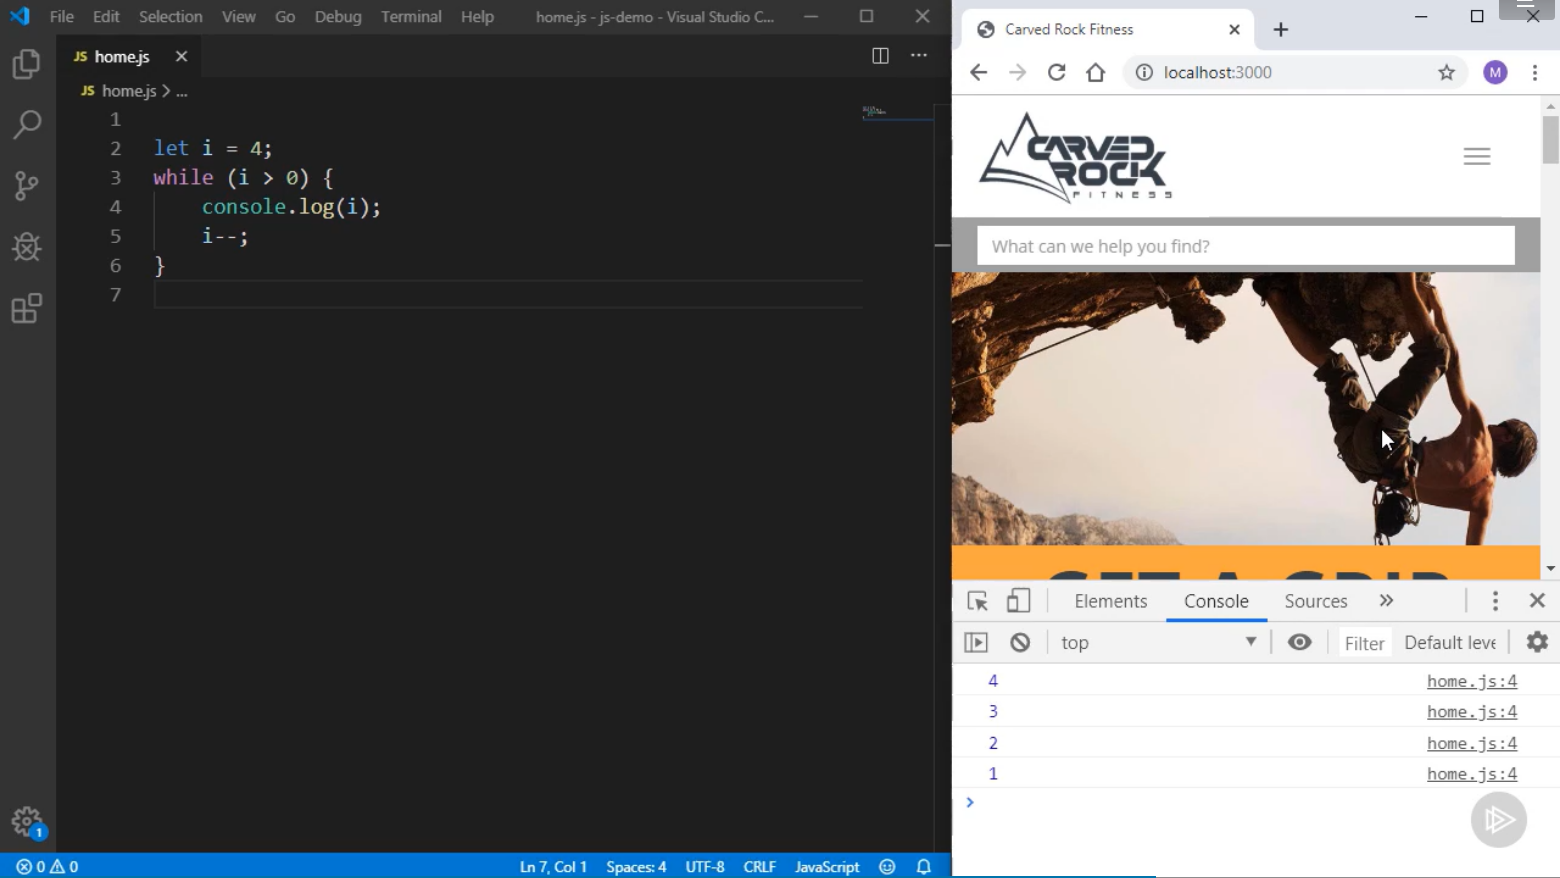 File Edit Selection View Go Debug Terminal Help home.js - js-demo - Visual Studio C...
JS home.js
JS home.js > ...
1
2 let i = 4;
3 while (i > 0) {
4 console.log(i);
5 i--;
6 }
7
0 0 Ln 7, Col 1 Spaces: 4 UTF-8 CRLF JavaScript
1
Carved Rock Fitness
localhost:3000 M
CARVED
ROCK
FITNESS
What can we help you find?
GET A GRIP
Elements Console Sources
top Filter Default leve
4 home.js:4
3 home.js:4
2 home.js:4
1 home.js:4